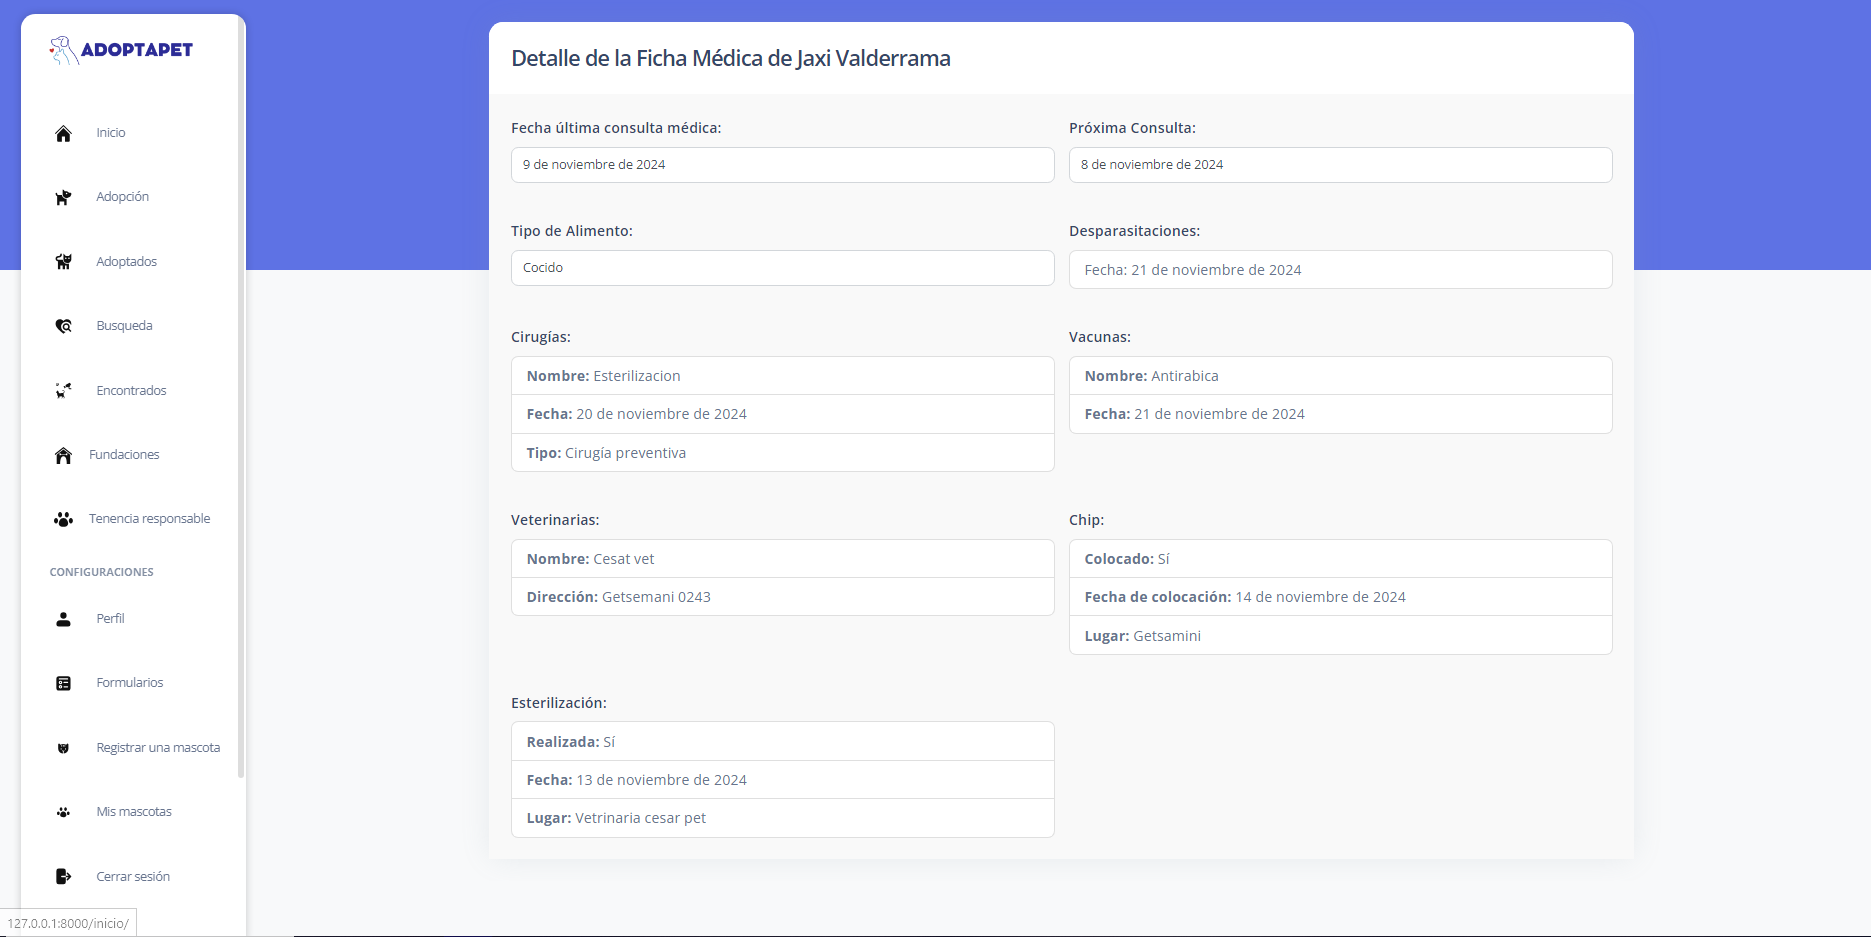 ADOPTAPET
Inicio
Adopción
Adoptados
Busqueda
Encontrados
Fundaciones
Tenencia responsable
CONFIGURACIONES
Perfil
Formularios
Registrar una mascota
Mis mascotas
Cerrar sesión
127.0.0.1:8000/inicio/
Detalle de la Ficha Médica de Jaxi Valderrama
Fecha última consulta médica:
9 de noviembre de 2024
Próxima Consulta:
8 de noviembre de 2024
Tipo de Alimento:
Cocido
Desparasitaciones:
Fecha: 21 de noviembre de 2024
Cirugías:
Nombre: Esterilizacion
Fecha: 20 de noviembre de 2024
Tipo: Cirugía preventiva
Vacunas:
Nombre: Antirabica
Fecha: 21 de noviembre de 2024
Veterinarias:
Nombre: Cesat vet
Dirección: Getsemani 0243
Chip:
Colocado: Sí
Fecha de colocación: 14 de noviembre de 2024
Lugar: Getsamini
Esterilización:
Realizada: Sí
Fecha: 13 de noviembre de 2024
Lugar: Vetrinaria cesar pet